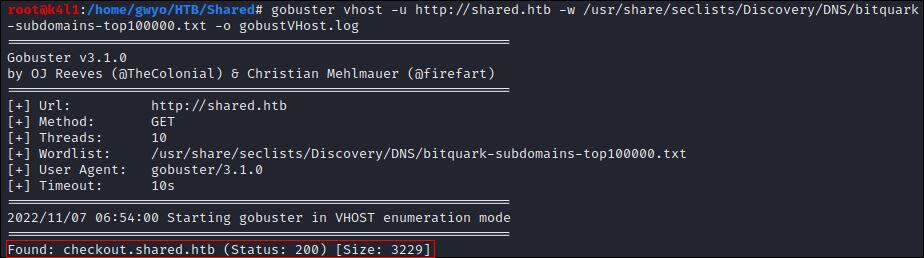 root@k4l1:/home/gwyo/HTB/Shared# gobuster vhost -u http://shared.htb -w /usr/share/seclists/Discovery/DNS/bitquark
-subdomains-top100000.txt -o gobustVHost.log
===============================================================
Gobuster v3.1.0
by OJ Reeves (@TheColonial) & Christian Mehlmauer (@firefart)
===============================================================
[+] Url:          http://shared.htb
[+] Method:       GET
[+] Threads:      10
[+] Wordlist:     /usr/share/seclists/Discovery/DNS/bitquark-subdomains-top100000.txt
[+] User Agent:   gobuster/3.1.0
[+] Timeout:      10s
===============================================================
2022/11/07 06:54:00 Starting gobuster in VHOST enumeration mode
===============================================================
Found: checkout.shared.htb (Status: 200) [Size: 3229]